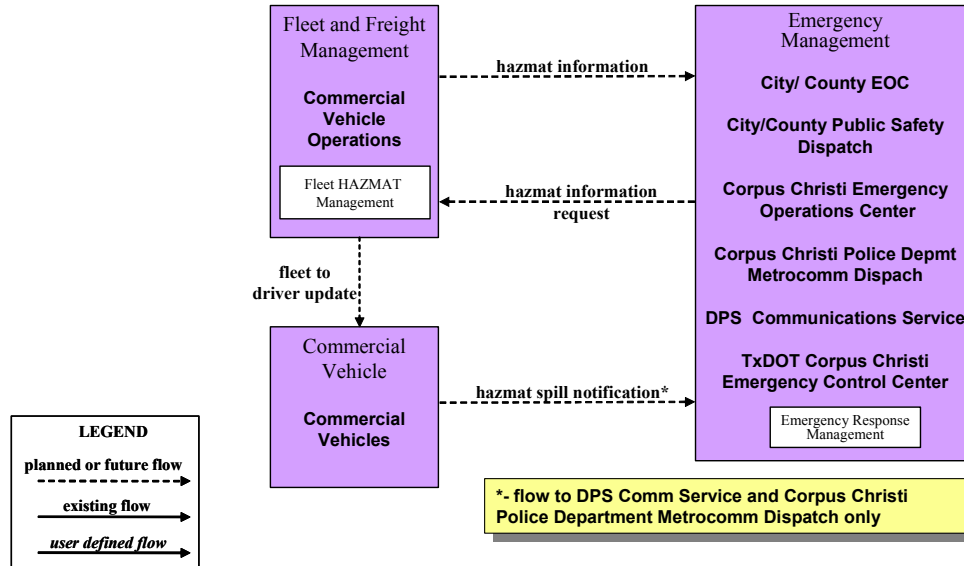 Fleet and Freight
Management
Commercial
Vehicle
Operations
Fleet HAZMAT
Management
hazmat information
hazmat information
request
fleet to
driver update
Commercial
Vehicle
Commercial
Vehicles
hazmat spill notification*
Emergency
Management
City/ County EOC
City/County Public Safety
Dispatch
Corpus Christi Emergency
Operations Center
Corpus Christi Police Depmt
Metrocomm Dispach
DPS Communications Service
TxDOT Corpus Christi
Emergency Control Center
Emergency Response
Management
LEGEND
planned or future flow
existing flow
user defined flow
*- flow to DPS Comm Service and Corpus Christi
Police Department Metrocomm Dispatch only